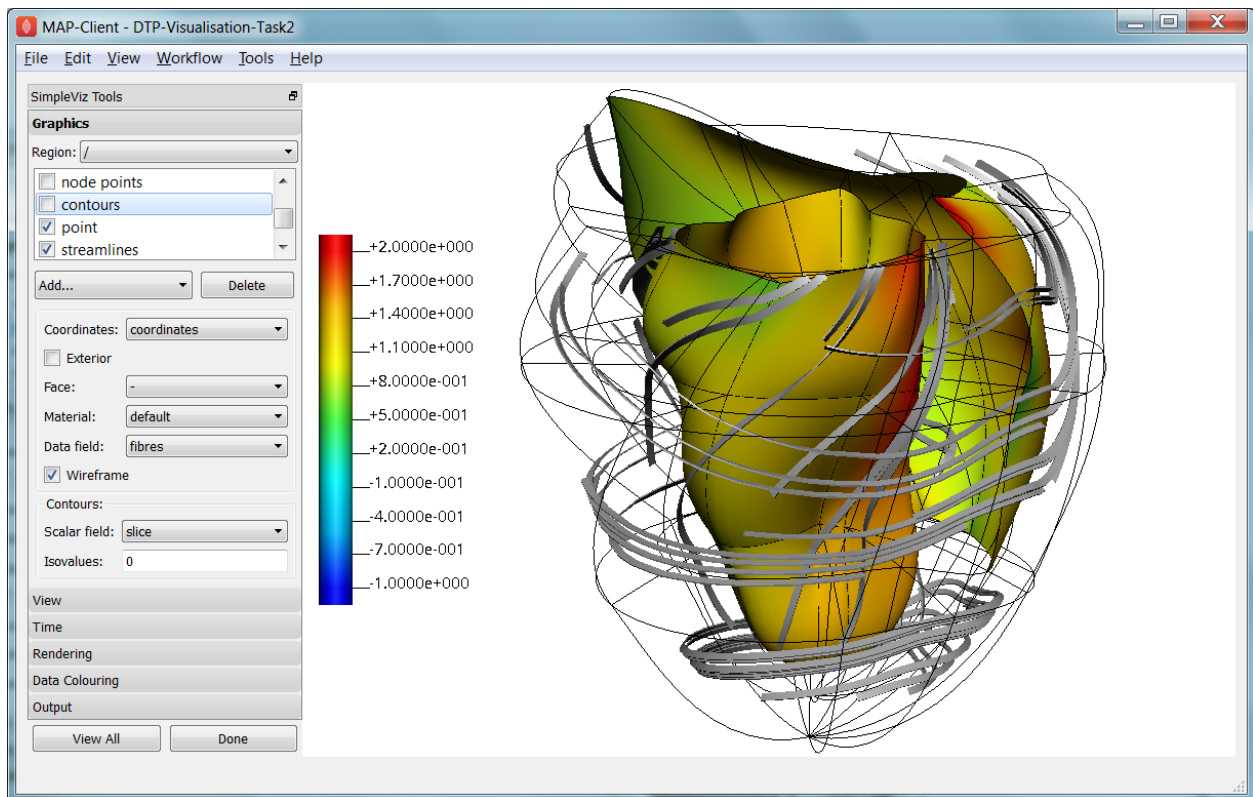 MAP-Client - DTP-Visualisation-Task2
File Edit View Workflow Tools Help
SimpleViz Tools
Graphics
Region: /
node points
contours
point
streamlines
Add... Delete
Coordinates: coordinates
Exterior
Face: -
Material: default
Data field: fibres
Wireframe
Contours:
Scalar field: slice
Isovalues: 0
View
Time
Rendering
Data Colouring
Output
View All Done
+2.0000e+000
+1.7000e+000
+1.4000e+000
+1.1000e+000
+8.0000e-001
+5.0000e-001
+2.0000e-001
-1.0000e-001
-4.0000e-001
-7.0000e-001
-1.0000e+000